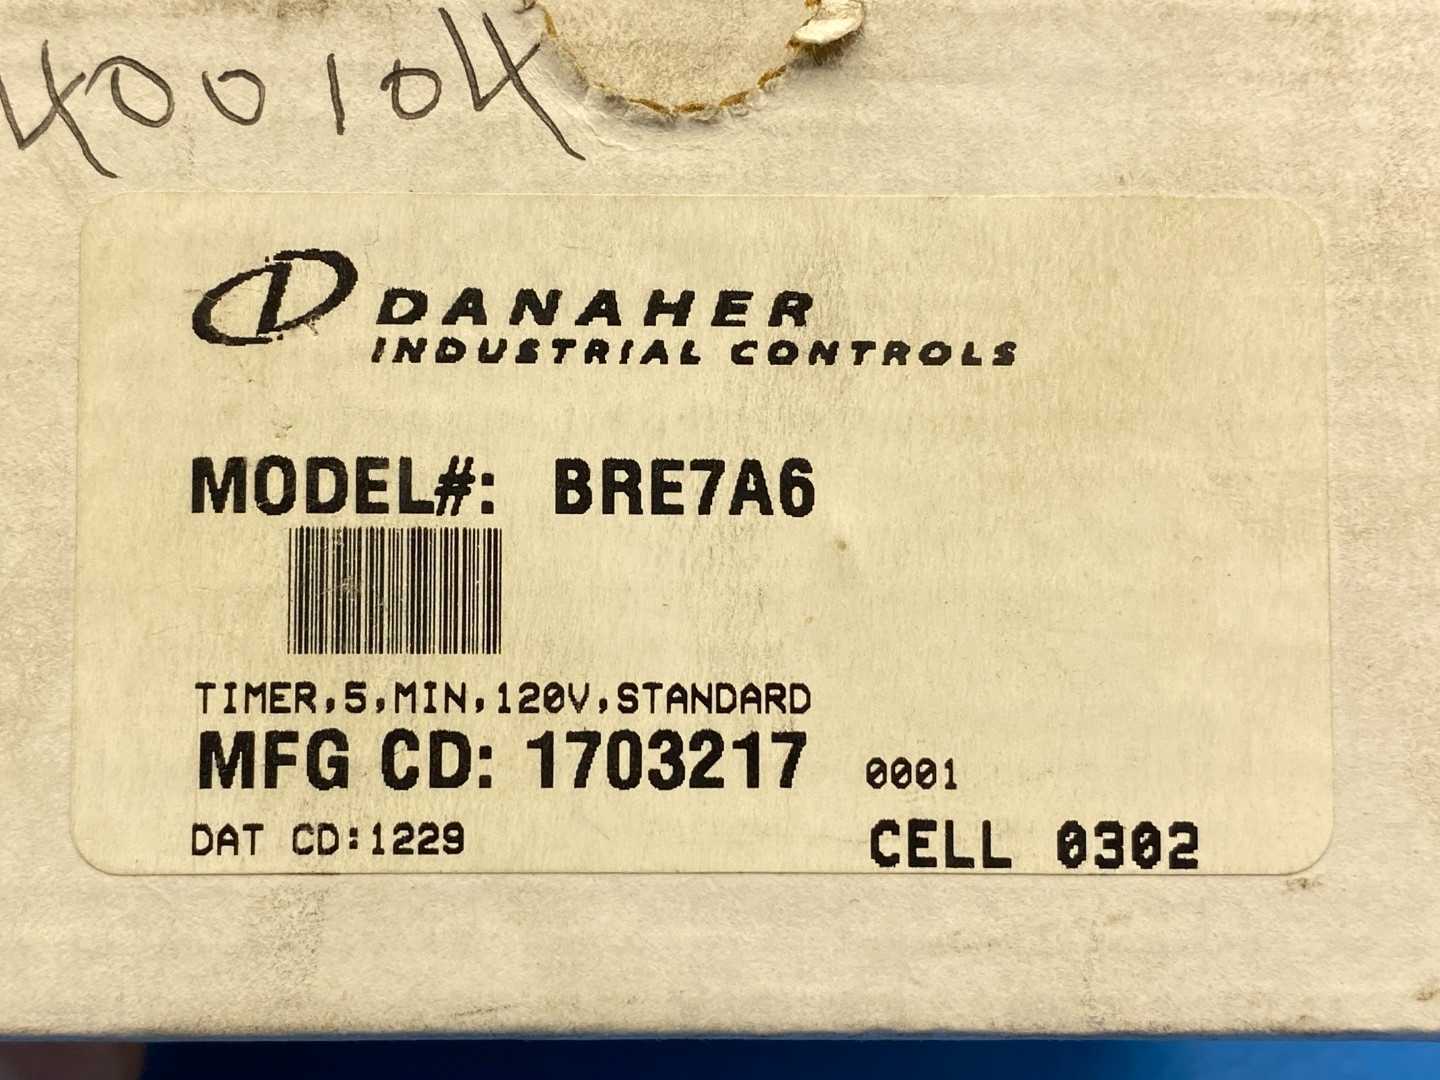 400104
DANAHER
INDUSTRIAL CONTROLS
MODEL#: BRE7A6
TIMER,5,MIN,120V,STANDARD
MFG CD: 1703217 0001
DAT CD:1229
CELL 0302